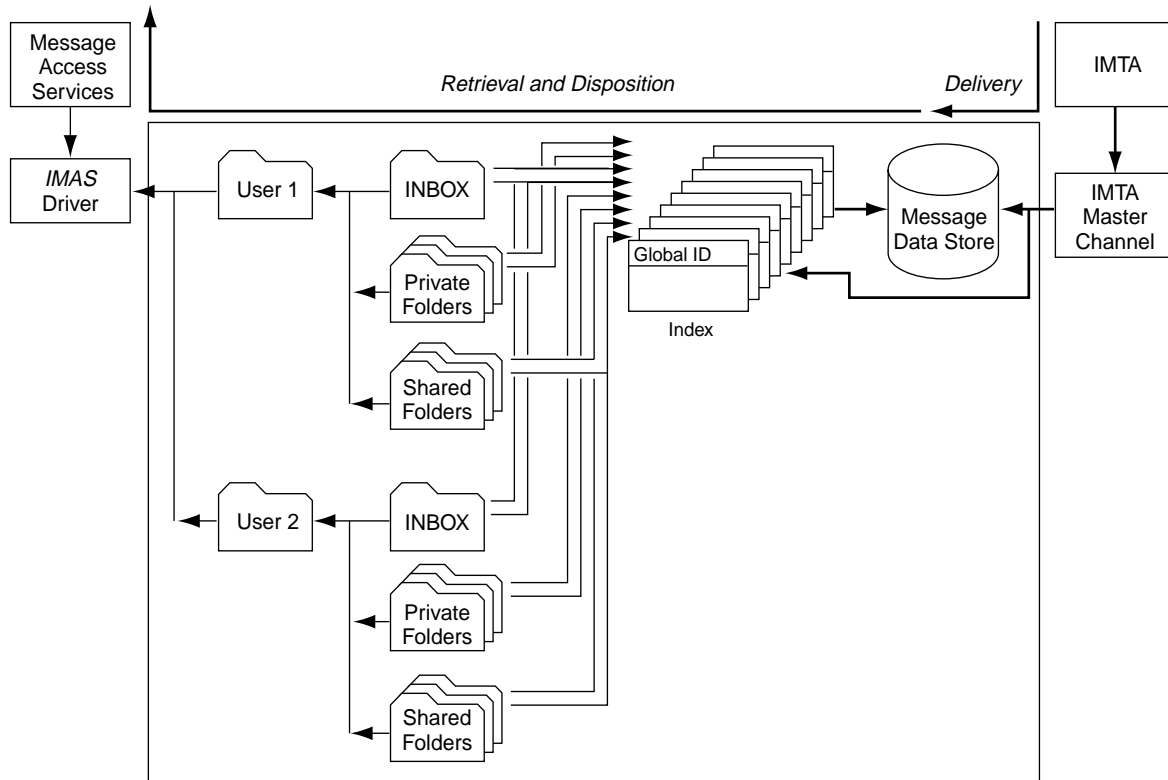 Message
Access
Services
Retrieval and Disposition
Delivery
IMTA
IMAS
Driver
User 1
INBOX
Private
Folders
Shared
Folders
Global ID
Index
Message
Data Store
IMTA
Master
Channel
User 2
INBOX
Private
Folders
Shared
Folders